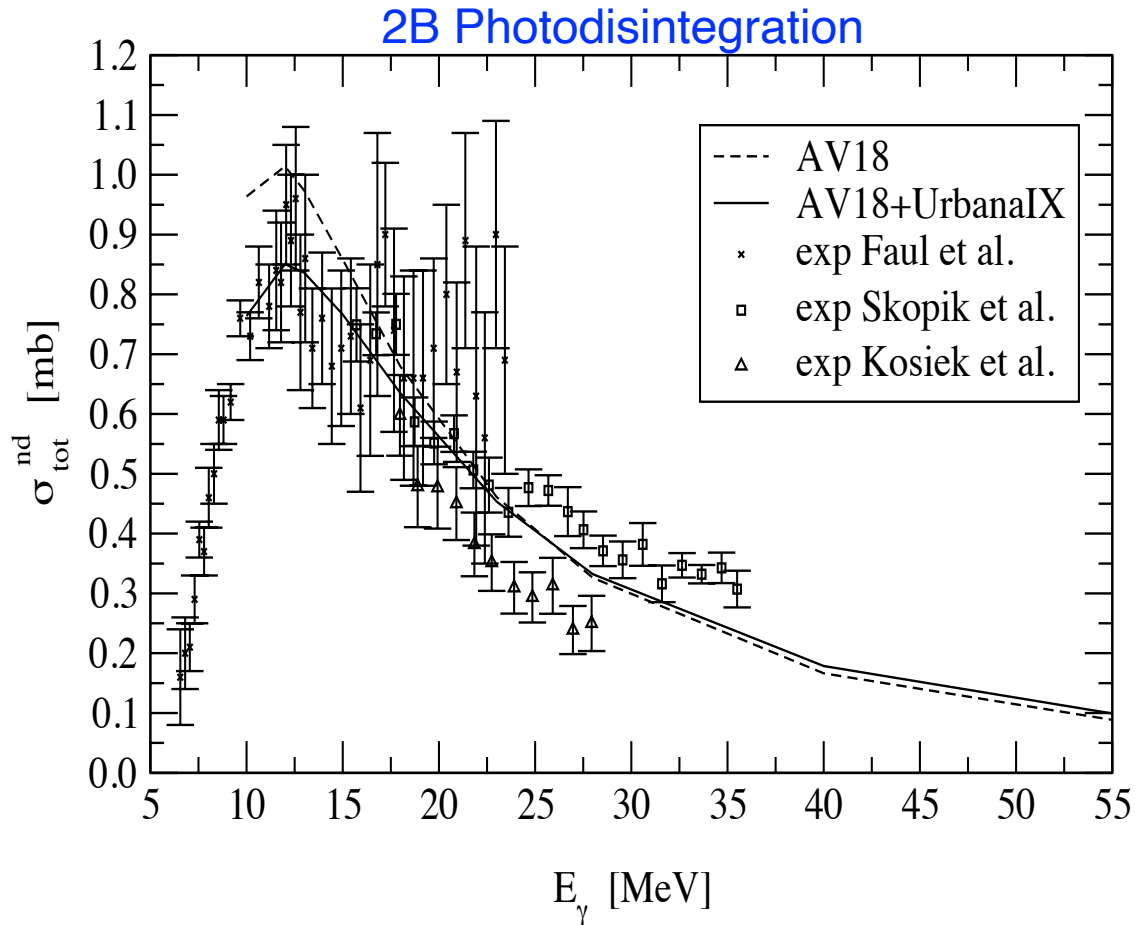 2B Photodisintegration
1.2
1.1
1.0
0.9
0.8
0.7
0.6
0.5
0.4
0.3
0.2
0.1
0.0
σ nd tot [mb]
AV18
AV18+UrbanaIX
exp Faul et al.
exp Skopik et al.
exp Kosiek et al.
5 10 15 20 25 30 35 40 45 50 55
Eγ [MeV]